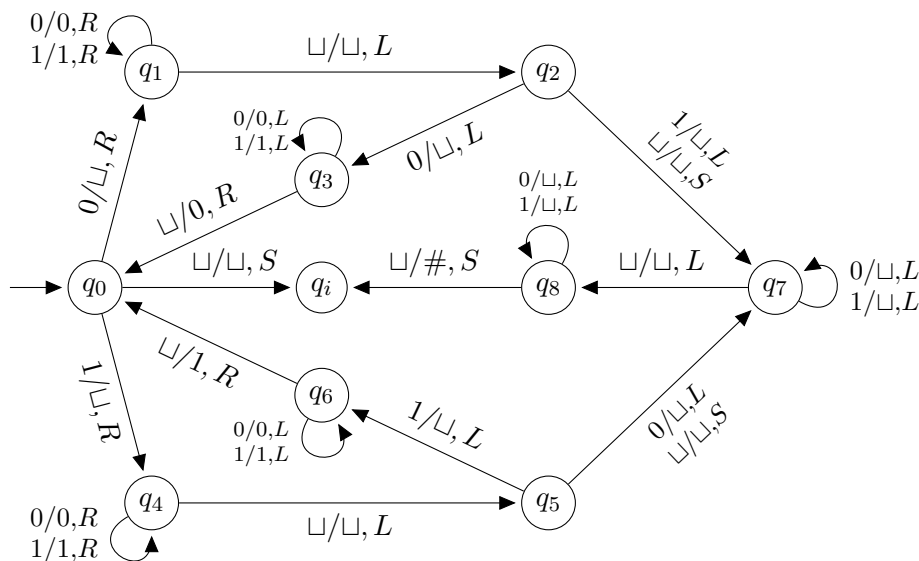 0/0,R
1/1,R
q₁
⊔/⊔, L
q₂
0/⊔, R
0/0,L
1/1,L
q₃
0/⊔, L
1/⊔,L
⊔/⊔,S
⊔/0, R
0/⊔,L
1/⊔,L
q₀
⊔/⊔, S
qᵢ
⊔/#, S
q₈
⊔/⊔, L
q₇
0/⊔,L
1/⊔,L
⊔/1, R
q₆
0/0,L
1/1,L
1/⊔, R
1/⊔, L
0/⊔,L
⊔/⊔,S
0/0,R
1/1,R
q₄
⊔/⊔, L
q₅